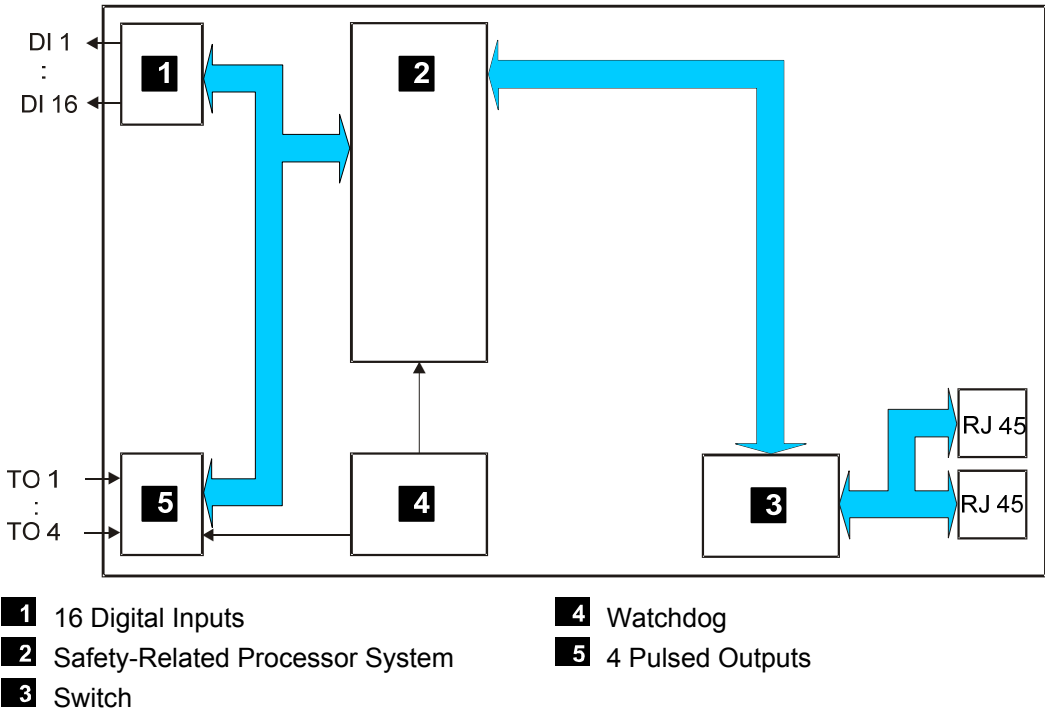 DI 1
:
DI 16
1
2
RJ 45
TO 1
:
TO 4
5
4
3
RJ 45
1 16 Digital Inputs
2 Safety-Related Processor System
3 Switch
4 Watchdog
5 4 Pulsed Outputs